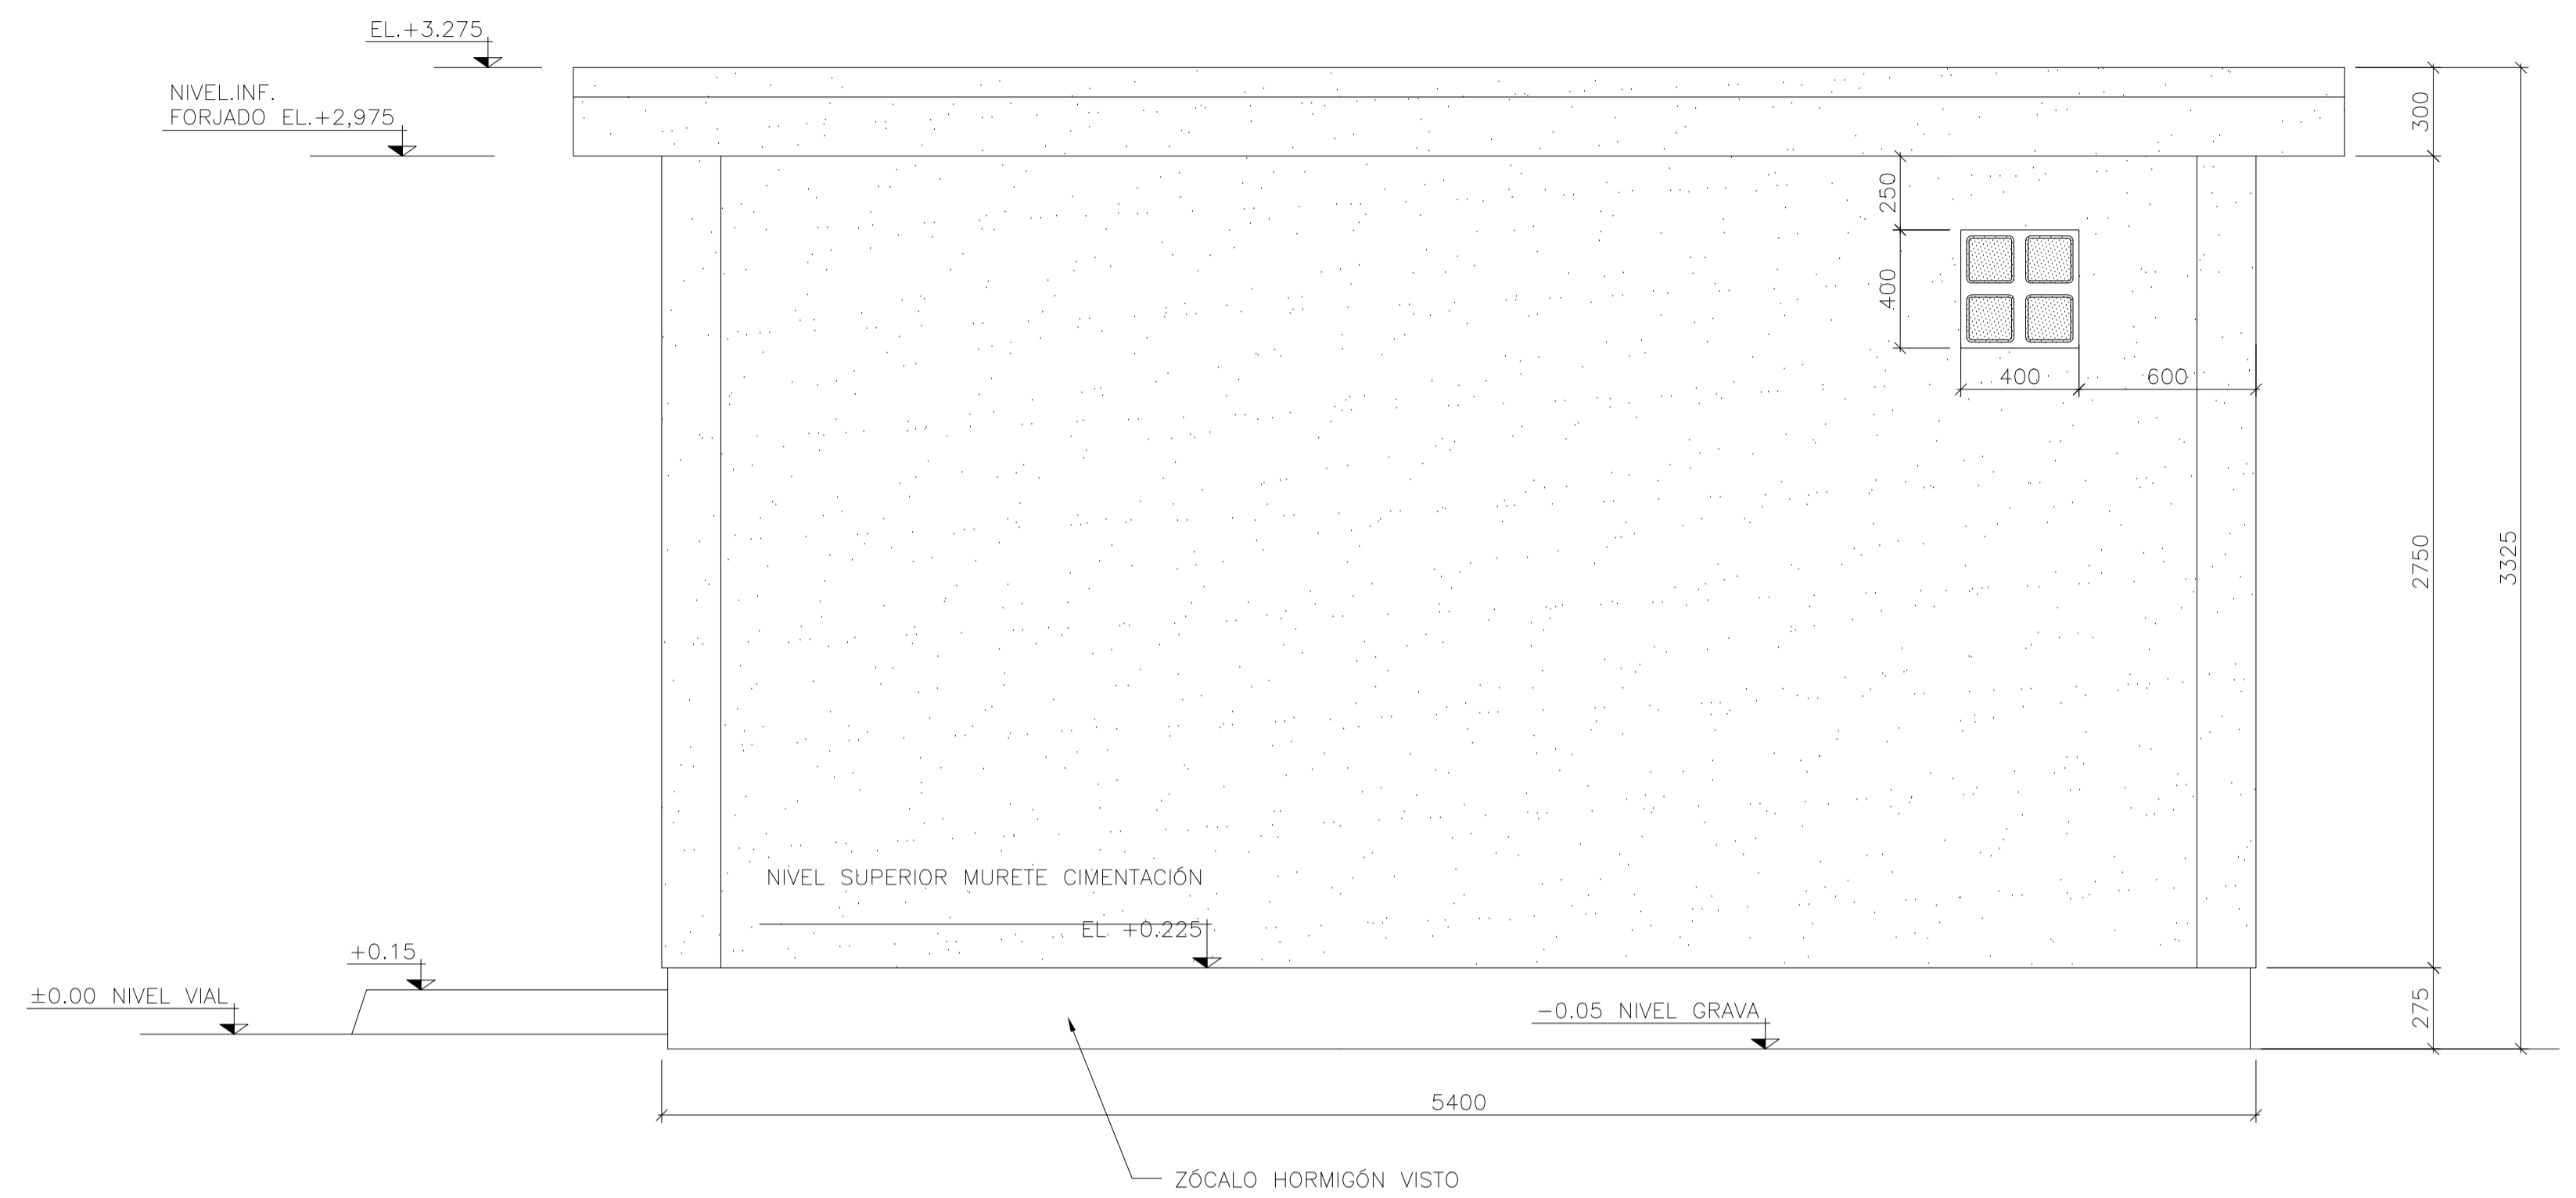 EL.+3.275
NIVEL.INF.
FORJADO EL.+2,975
300
250
400
400
600
2750
3325
NIVEL SUPERIOR MURETE CIMENTACIÓN
EL +0.225
+0.15
±0.00 NIVEL VIAL
-0.05 NIVEL GRAVA
275
5400
ZÓCALO HORMIGÓN VISTO